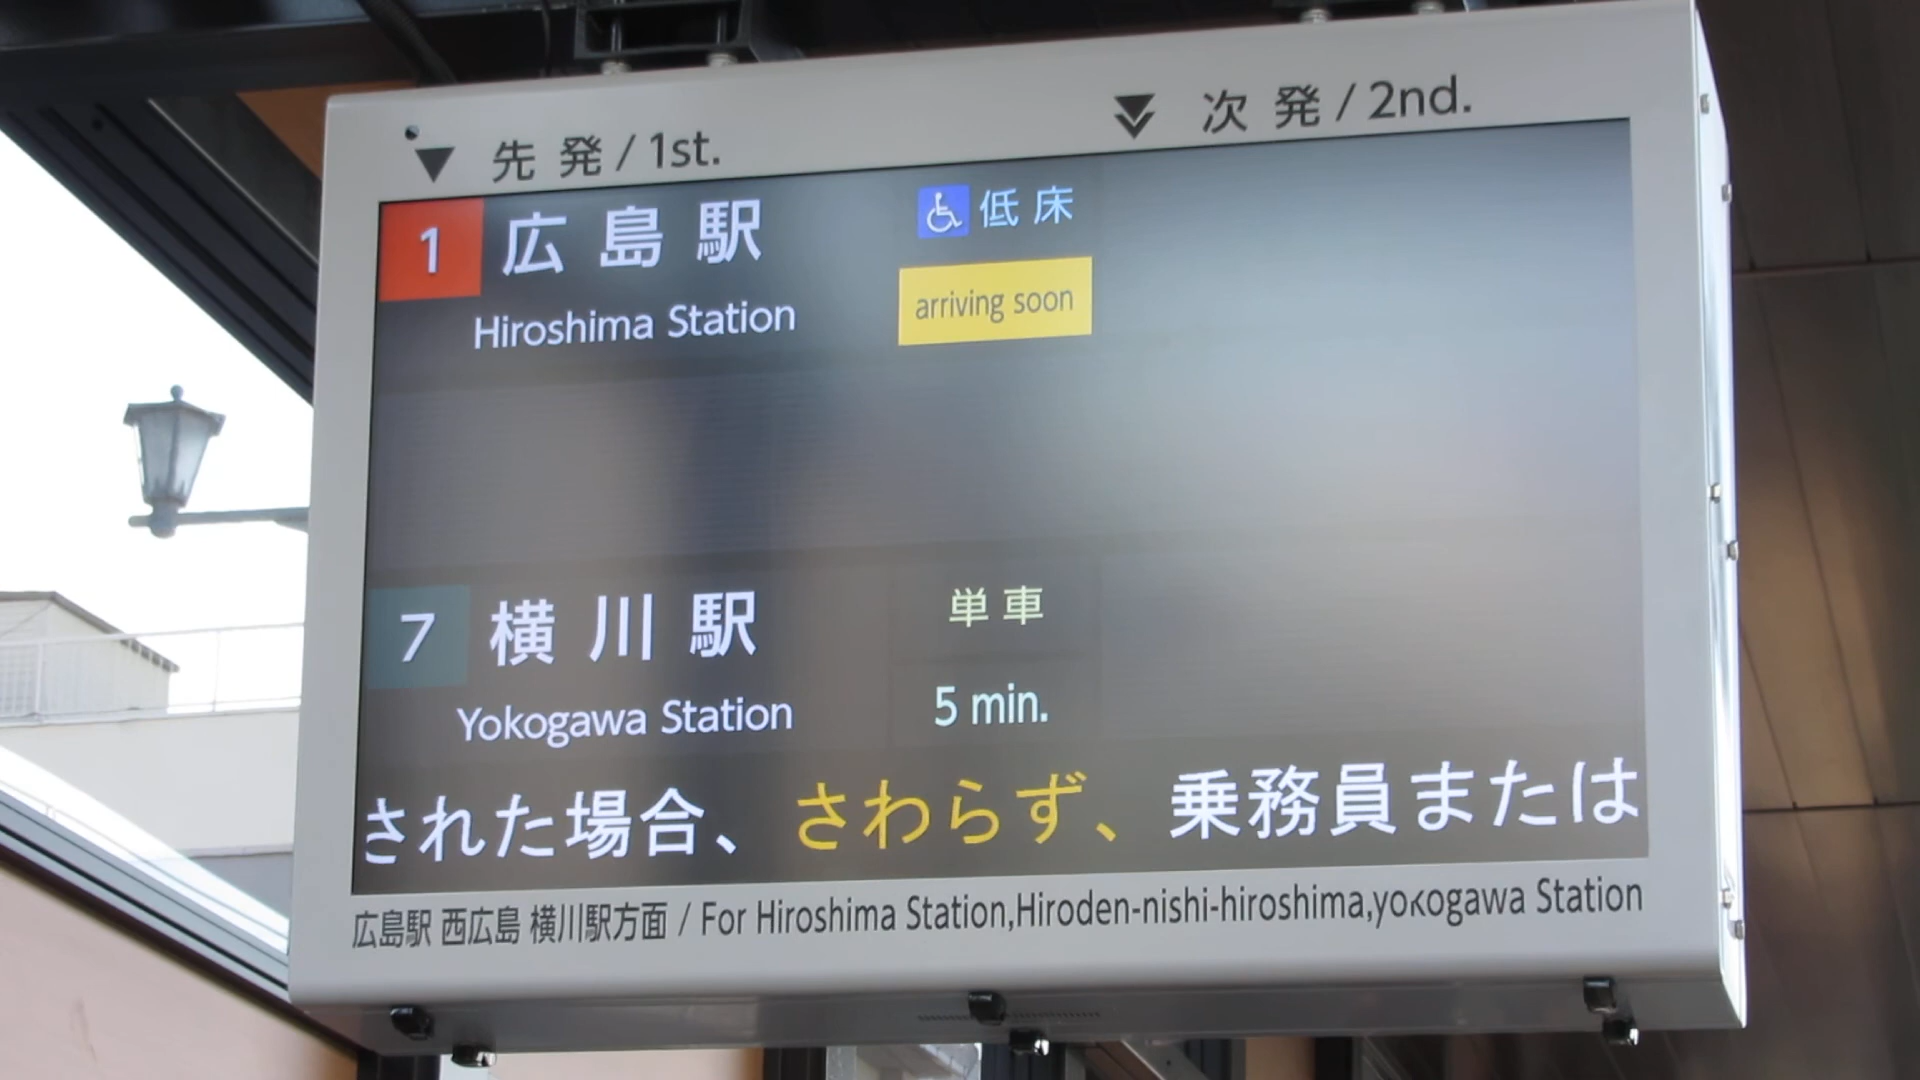 先発/1st.
次発/2nd.
1 広島駅 低床
Hiroshima Station arriving soon
7 横川駅 単車
Yokogawa Station 5 min.
された場合、さわらず、乗務員または
広島駅 西広島 横川駅方面 / For Hiroshima Station,Hiroden-nishi-hiroshima,yokogawa Station